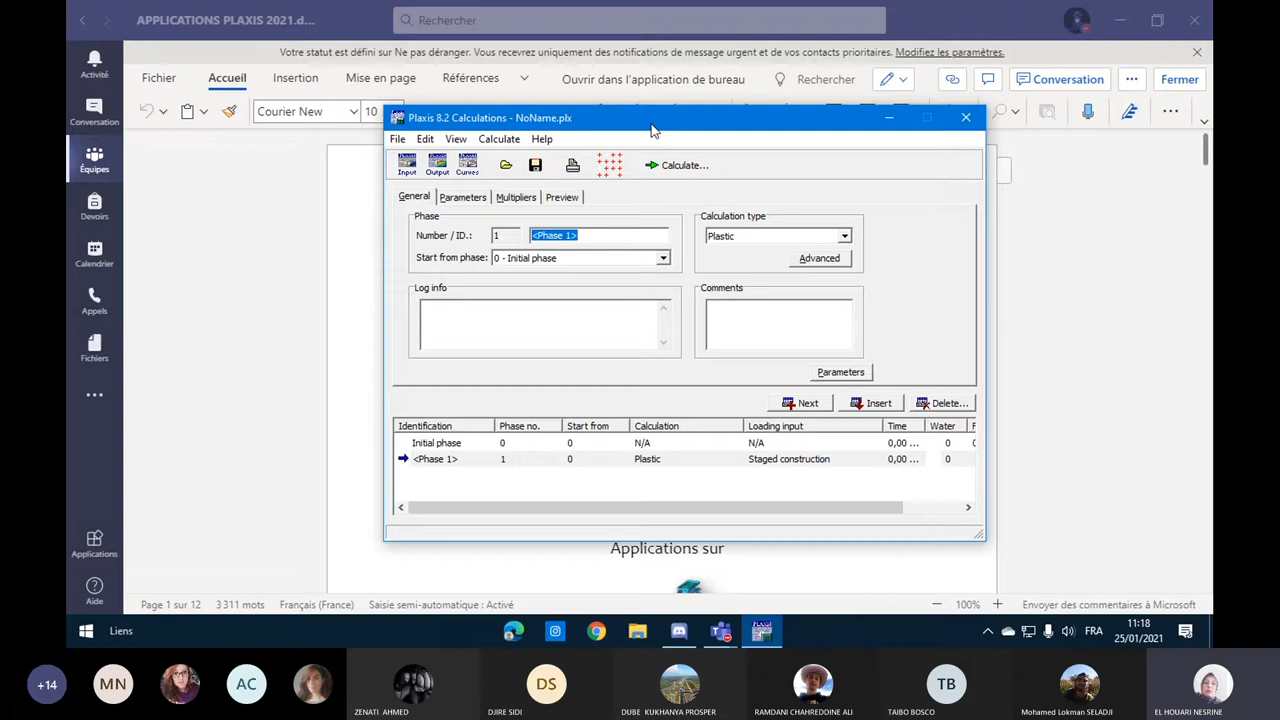 APPLICATIONS PLAXIS 2021.d...
Rechercher
Votre statut est défini sur Ne pas déranger. Vous recevrez uniquement des notifications de message urgent et de vos contacts prioritaires. Modifiez les paramètres.
Fichier Accueil Insertion Mise en page Références Ouvrir dans l'application de bureau Rechercher Conversation ... Fermer
Courier New 10
Activité
Conversation
Équipes
Devoirs
Calendrier
Appels
Fichiers
...
Applications
Aide
Plaxis 8.2 Calculations - NoName.plx
File Edit View Calculate Help
Input Output Curves Calculate...
General Parameters Multipliers Preview
Phase
Number / ID.: 1 <Phase 1>
Start from phase: 0 - Initial phase
Calculation type
Plastic
Advanced
Log info
Comments
Parameters
Next Insert Delete...
Identification Phase no. Start from Calculation Loading input Time Water F
Initial phase 0 0 N/A N/A 0,00 ... 0 0
<Phase 1> 1 0 Plastic Staged construction 0,00 ... 0
Applications sur
Page 1 sur 12 3 311 mots Français (France) Saisie semi-automatique : Activé 100% Envoyer des commentaires à Microsoft
Liens
FRA
11:18
25/01/2021
+14 MN AC DS TB
ZENATI AHMED
DJIRE SIDI
DUBE KUKHANYA PROSPER
RAMDANI CHAHREDDINE ALI
TAIBO BOSCO
Mohamed Lokman SELADJI
EL HOUARI NESRINE